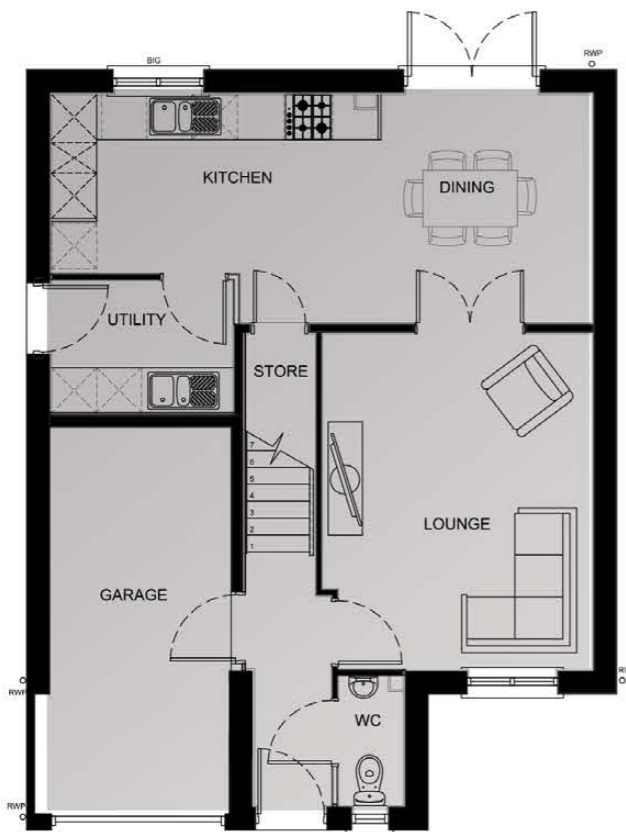 BIG
RWP
KITCHEN
DINING
UTILITY
STORE
7
6
5
4
3
2
1
LOUNGE
GARAGE
RWP
WC
RWP